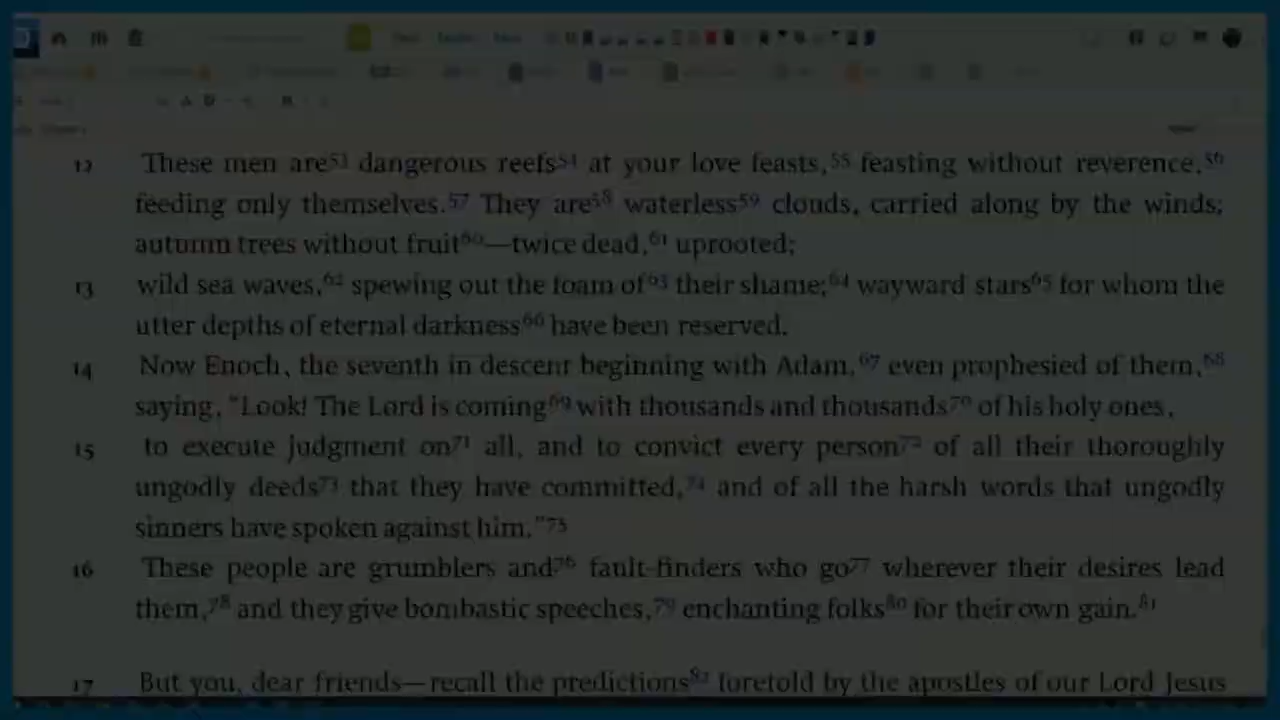 12 These men are53 dangerous reefs54 at your love feasts,55 feasting without reverence,56
feeding only themselves.57 They are58 waterless59 clouds, carried along by the winds;
autumn trees without fruit60—twice dead,61 uprooted;
13 wild sea waves,62 spewing out the foam of63 their shame;64 wayward stars65 for whom the
utter depths of eternal darkness66 have been reserved.
14 Now Enoch, the seventh in descent beginning with Adam,67 even prophesied of them,68
saying, “Look! The Lord is coming69 with thousands and thousands70 of his holy ones,
15 to execute judgment on71 all, and to convict every person72 of all their thoroughly
ungodly deeds73 that they have committed,74 and of all the harsh words that ungodly
sinners have spoken against him.”75
16 These people are grumblers and76 fault-finders who go77 wherever their desires lead
them,78 and they give bombastic speeches,79 enchanting folks80 for their own gain.81
17 But you, dear friends—recall the predictions82 foretold by the apostles of our Lord Jesus